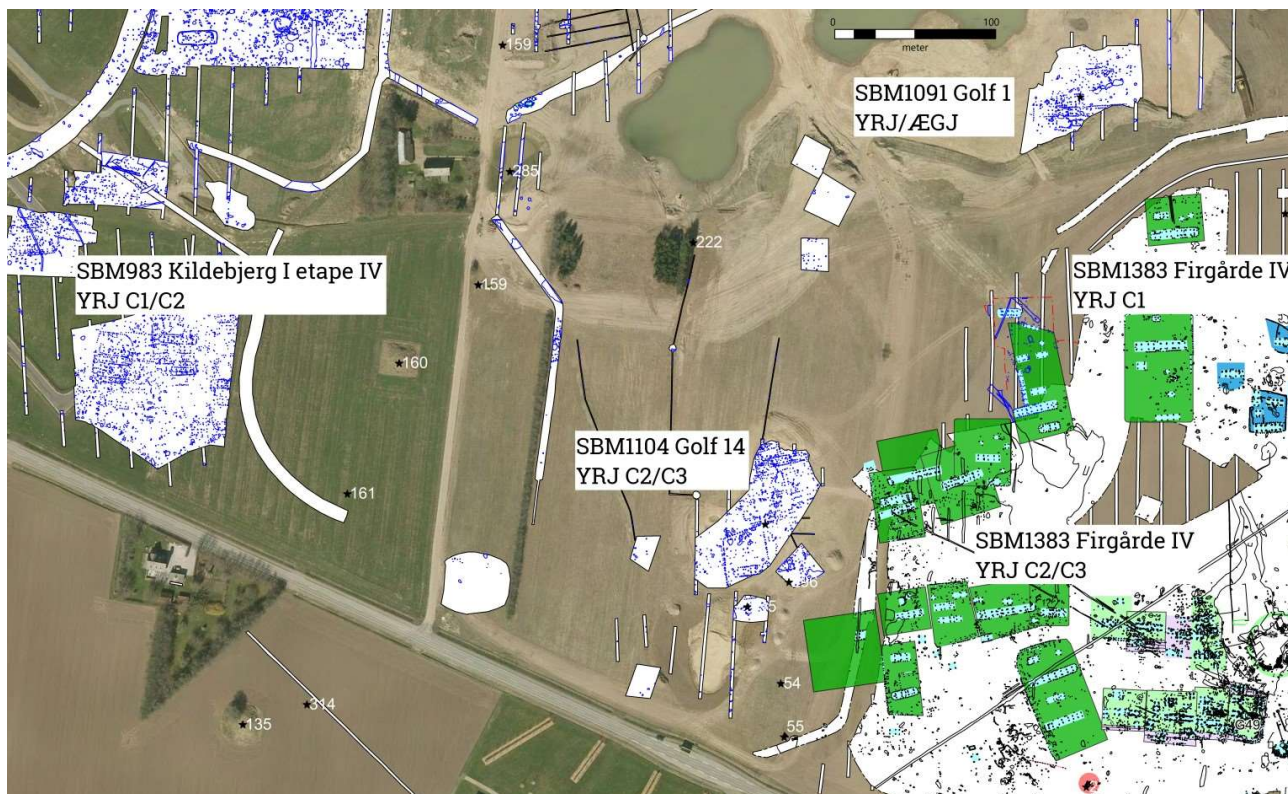 0
100
meter
159
SBM1091 Golf 1
YRJ/ÆGJ
285
222
SBM983 Kildebjerg I etape IV
YRJ C1/C2
SBM1383 Firgårde IV
YRJ C1
159
160
SBM1104 Golf 14
YRJ C2/C3
161
SBM1383 Firgårde IV
YRJ C2/C3
54
314
135
55